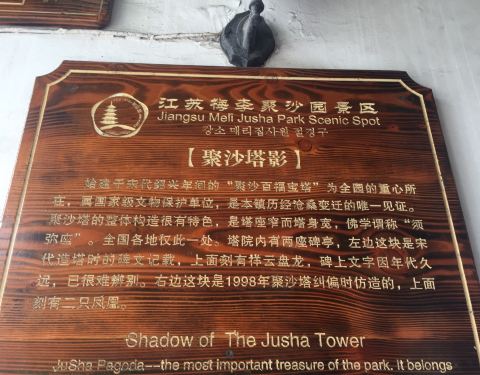 江苏梅李聚沙园景区
Jiangsu Meli Jusha Park Scenic Spot
강소 매리집사원 절경구
【聚沙塔影】
始建于宋代绍兴年间的“聚沙百福宝塔”为全园的重心所
在，属国家级文物保护单位，是本镇历经沧桑变迁的唯一见证。
聚沙塔的整体构造很有特色，是塔座窄而塔身宽，佛学谓称“须
弥座”。全国各地仅此一处。塔院内有两座碑亭，左边这块是宋
代造塔时的碑文记载，上面刻有祥云盘龙，碑上文字因年代久
远，已很难辨别。右边这块是1998年聚沙塔纠偏时仿造的，上面
刻有二只凤凰。
Shadow of The Jusha Tower
JuSha Pagoda--the most important treasure of the park. It belongs